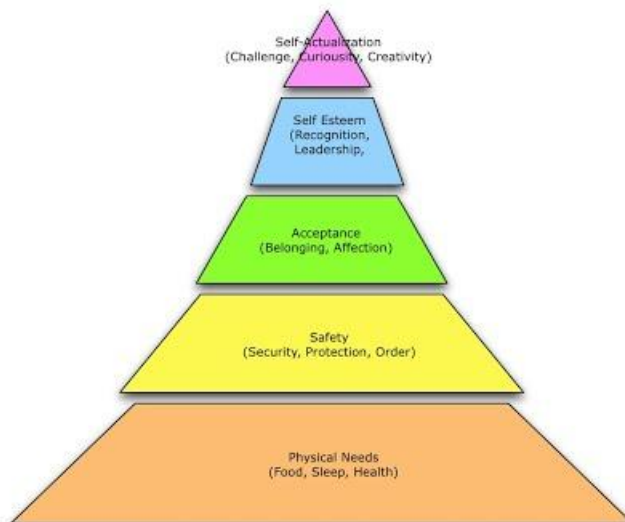 Self-Actualization
(Challenge, Curiousity, Creativity)
Self Esteem
(Recognition,
Leadership,
Acceptance
(Belonging, Affection)
Safety
(Security, Protection, Order)
Physical Needs
(Food, Sleep, Health)